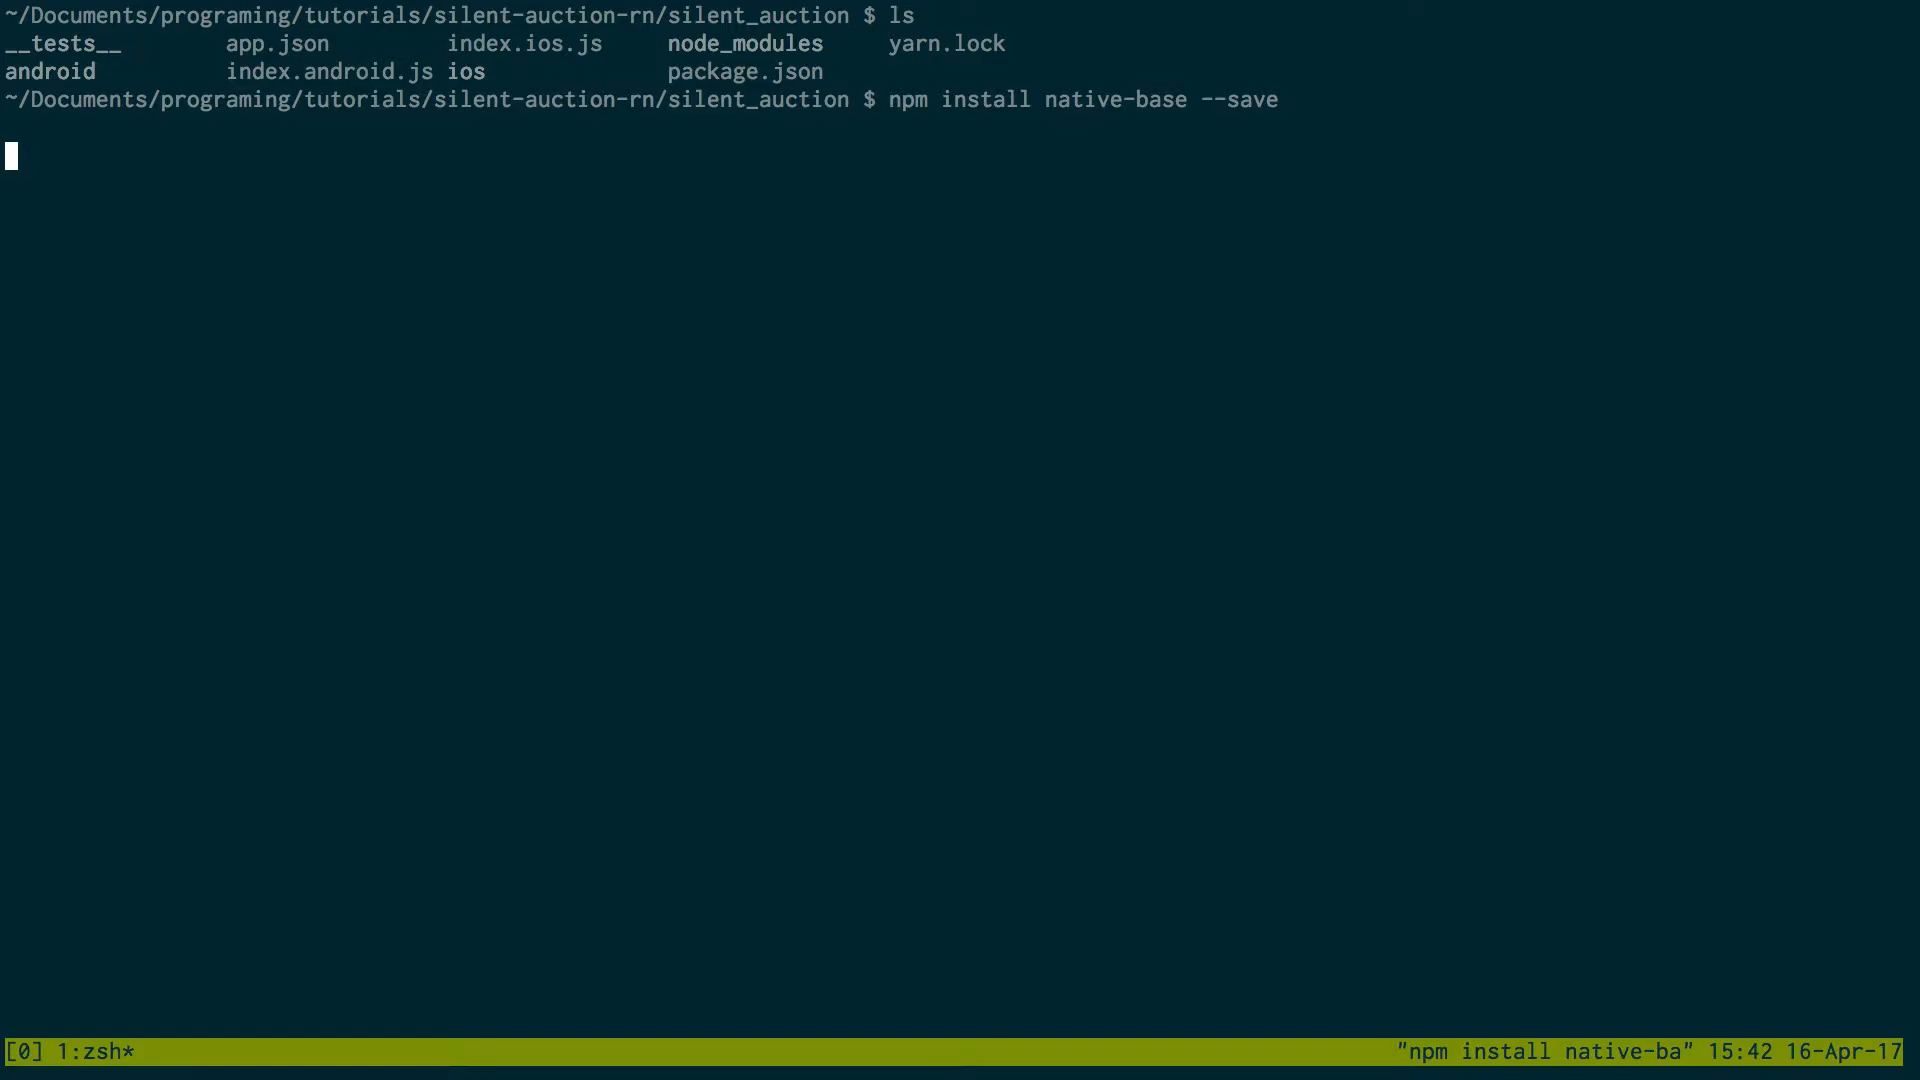 ~/Documents/programing/tutorials/silent-auction-rn/silent_auction $ ls
__tests__ app.json index.ios.js node_modules yarn.lock
android index.android.js ios package.json
~/Documents/programing/tutorials/silent-auction-rn/silent_auction $ npm install native-base --save
[0] 1:zsh* "npm install native-ba" 15:42 16-Apr-17